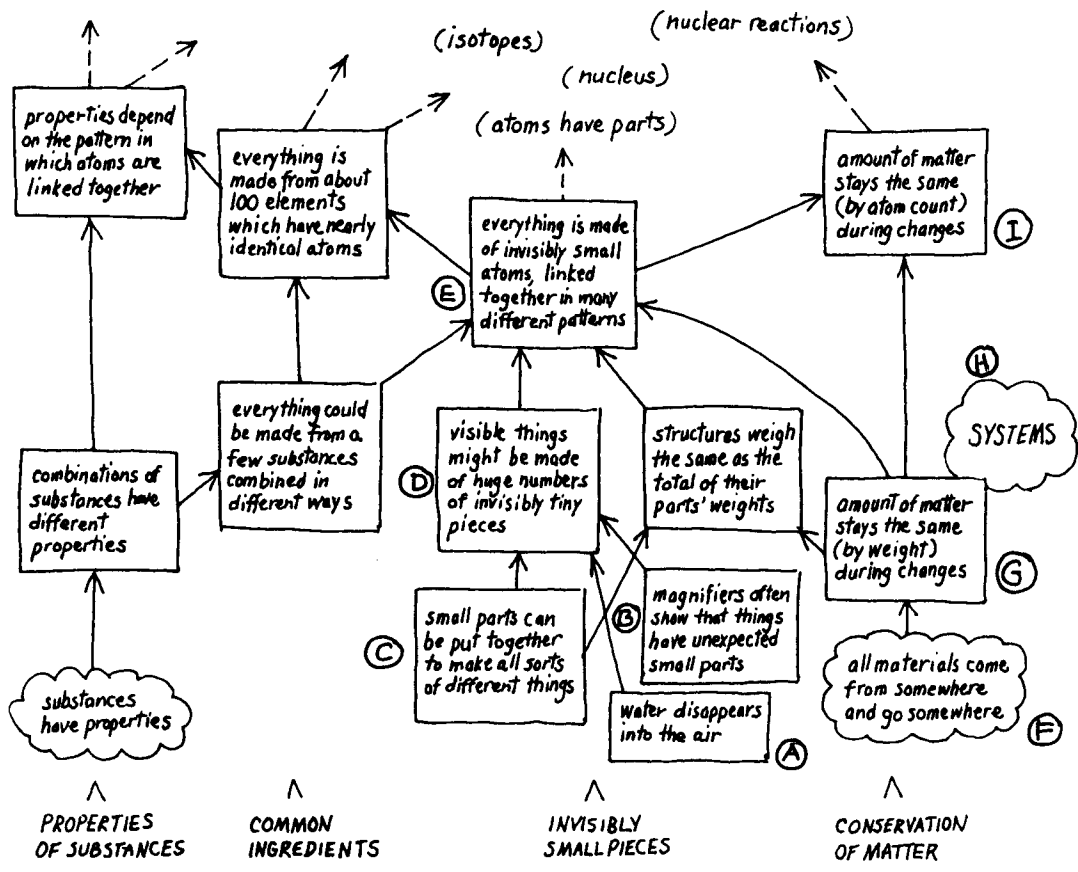 (isotopes)
(nuclear reactions)
(nucleus)
(atoms have parts)
properties depend
on the pattern in
which atoms are
linked together
everything is
made from about
100 elements
which have nearly
identical atoms
everything is made
of invisibly small
atoms, linked
together in many
different patterns
E
amount of matter
stays the same
(by atom count)
during changes
I
combinations of
substances have
different
properties
everything could
be made from a
few substances
combined in
different ways
visible things
might be made
of huge numbers
of invisibly tiny
pieces
D
structures weigh
the same as the
total of their
parts' weights
H
SYSTEMS
amount of matter
stays the same
(by weight)
during changes
G
substances
have properties
small parts can
be put together
to make all sorts
of different things
C
magnifiers often
show that things
have unexpected
small parts
B
water disappears
into the air
A
all materials come
from somewhere
and go somewhere
F
PROPERTIES
OF SUBSTANCES
COMMON
INGREDIENTS
INVISIBLY
SMALL PIECES
CONSERVATION
OF MATTER